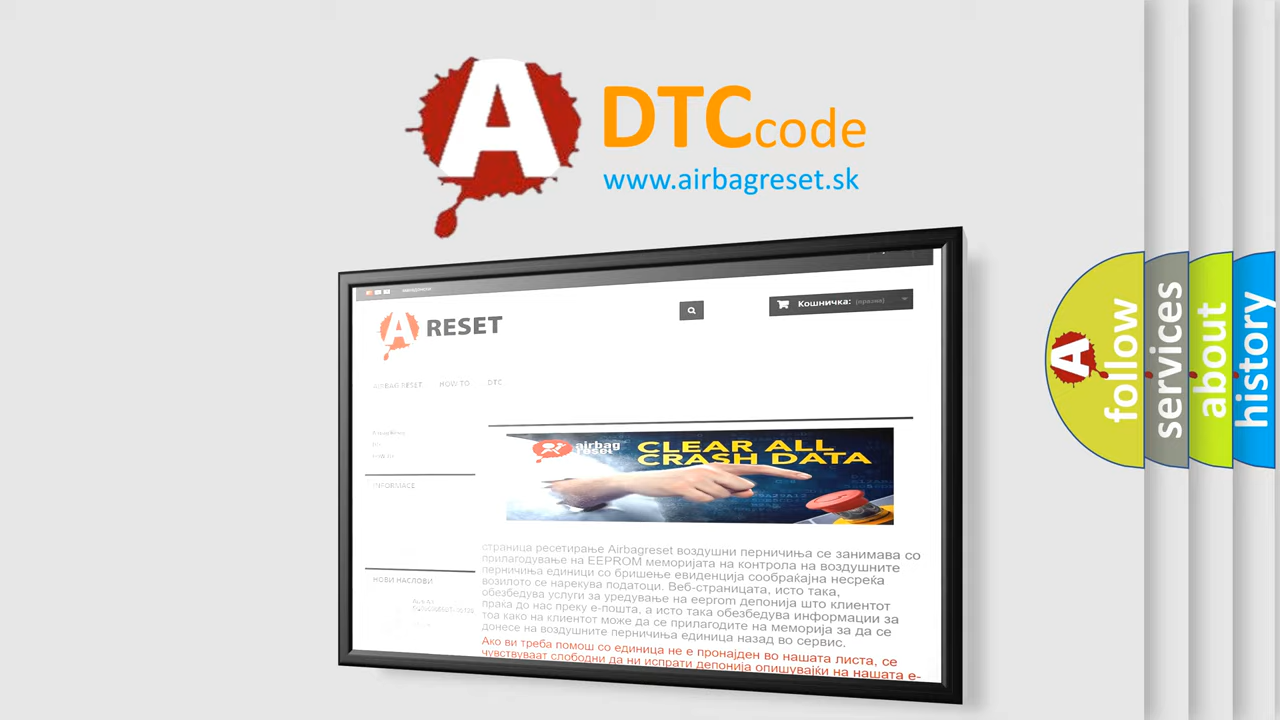 A
DTC code
www.airbagreset.sk
Кошничка: (празна)
A RESET
AIRBAG RESET HOW TO DTC
INFORMACE
НОВИ НАСЛОВИ
airbag
reset
CLEAR ALL
CRASH DATA
страница ресетирање Airbagreset воздушни перничиња се занимава со
прилагодување на EEPROM меморијата на контрола на воздушните
перничиња единици со бришење евиденција сообраќајна несреќа
возилото се нарекува податоци. Веб-страницата, исто така,
обезбедува услуги за уредување на eeprom депонија што клиентот
прака до нас преку е-пошта, а исто така обезбедува информации за
тоа како на клиентот може да се прилагодите на меморија за да се
донесе на воздушните перничиња единица назад во сервис.
Ако ви треба помош со единица не е пронајден во нашата листа, се
чувствуваат слободни да ни испрати депонија опишувајќи на нашата е-
A
follow
services
about
history